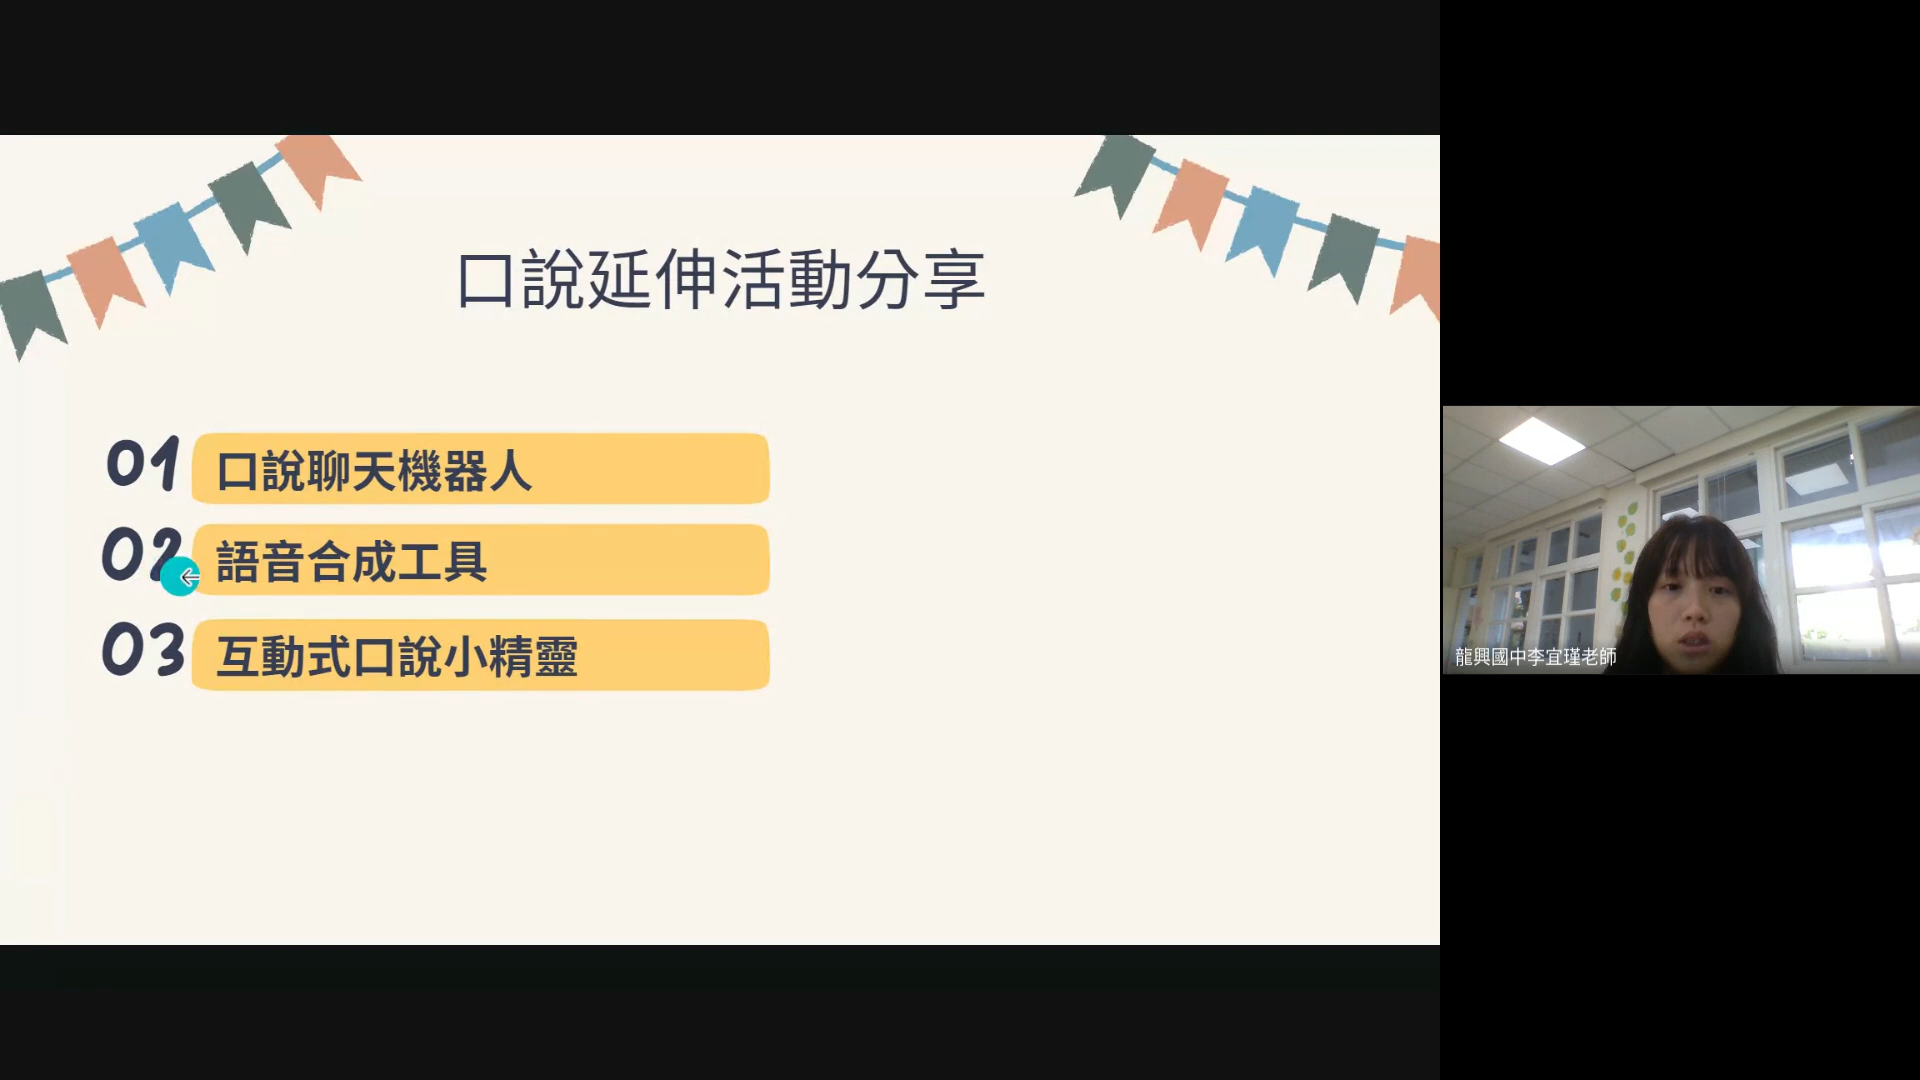 口說延伸活動分享
01 口說聊天機器人
02 語音合成工具
03 互動式口說小精靈
龍興國中李宜瑾老師